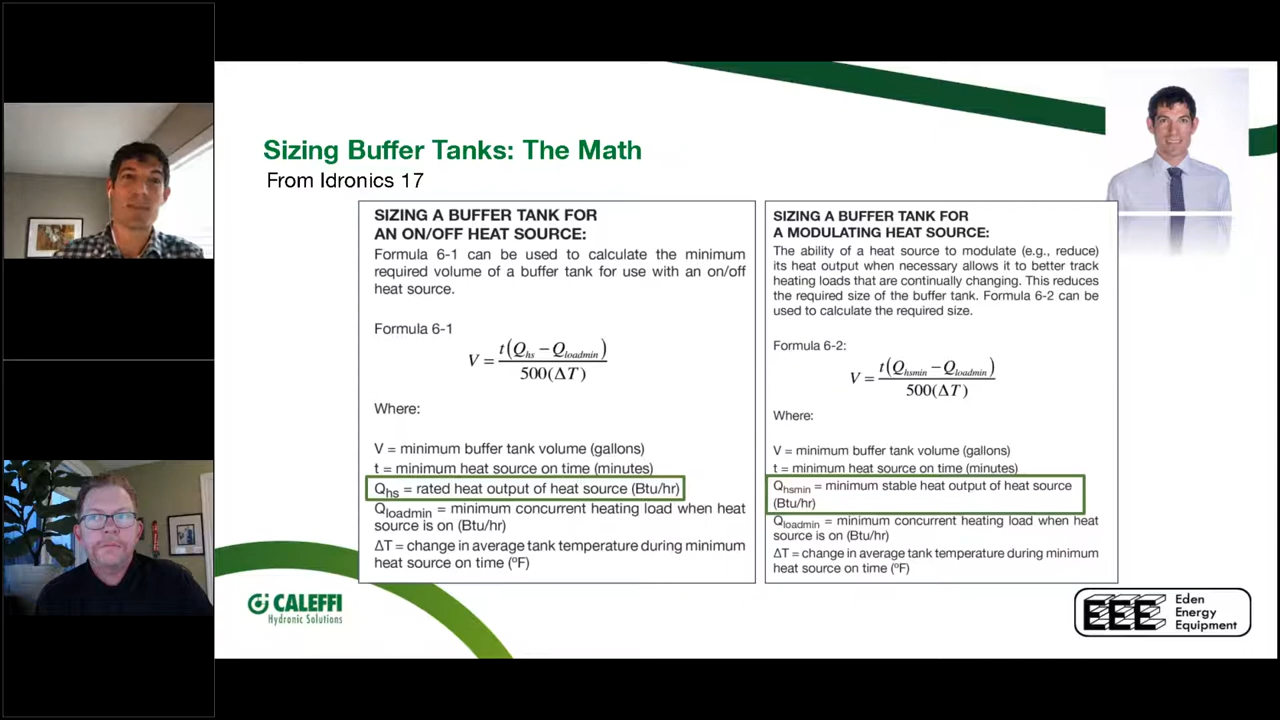 Sizing Buffer Tanks: The Math
From Idronics 17
SIZING A BUFFER TANK FOR
AN ON/OFF HEAT SOURCE:
Formula 6-1 can be used to calculate the minimum
required volume of a buffer tank for use with an on/off
heat source.
Formula 6-1
V = t(Qhs − Qloadmin) / 500(ΔT)
Where:
V = minimum buffer tank volume (gallons)
t = minimum heat source on time (minutes)
Qhs = rated heat output of heat source (Btu/hr)
Qloadmin = minimum concurrent heating load when heat
source is on (Btu/hr)
ΔT = change in average tank temperature during minimum
heat source on time (ºF)
SIZING A BUFFER TANK FOR
A MODULATING HEAT SOURCE:
The ability of a heat source to modulate (e.g., reduce)
its heat output when necessary allows it to better track
heating loads that are continually changing. This reduces
the required size of the buffer tank. Formula 6-2 can be
used to calculate the required size.
Formula 6-2:
V = t(Qhsmin − Qloadmin) / 500(ΔT)
Where:
V = minimum buffer tank volume (gallons)
t = minimum heat source on time (minutes)
Qhsmin = minimum stable heat output of heat source
(Btu/hr)
Qloadmin = minimum concurrent heating load when heat
source is on (Btu/hr)
ΔT = change in average tank temperature during minimum
heat source on time (ºF)
CALEFFI
Hydronic Solutions
EEE
Eden
Energy
Equipment